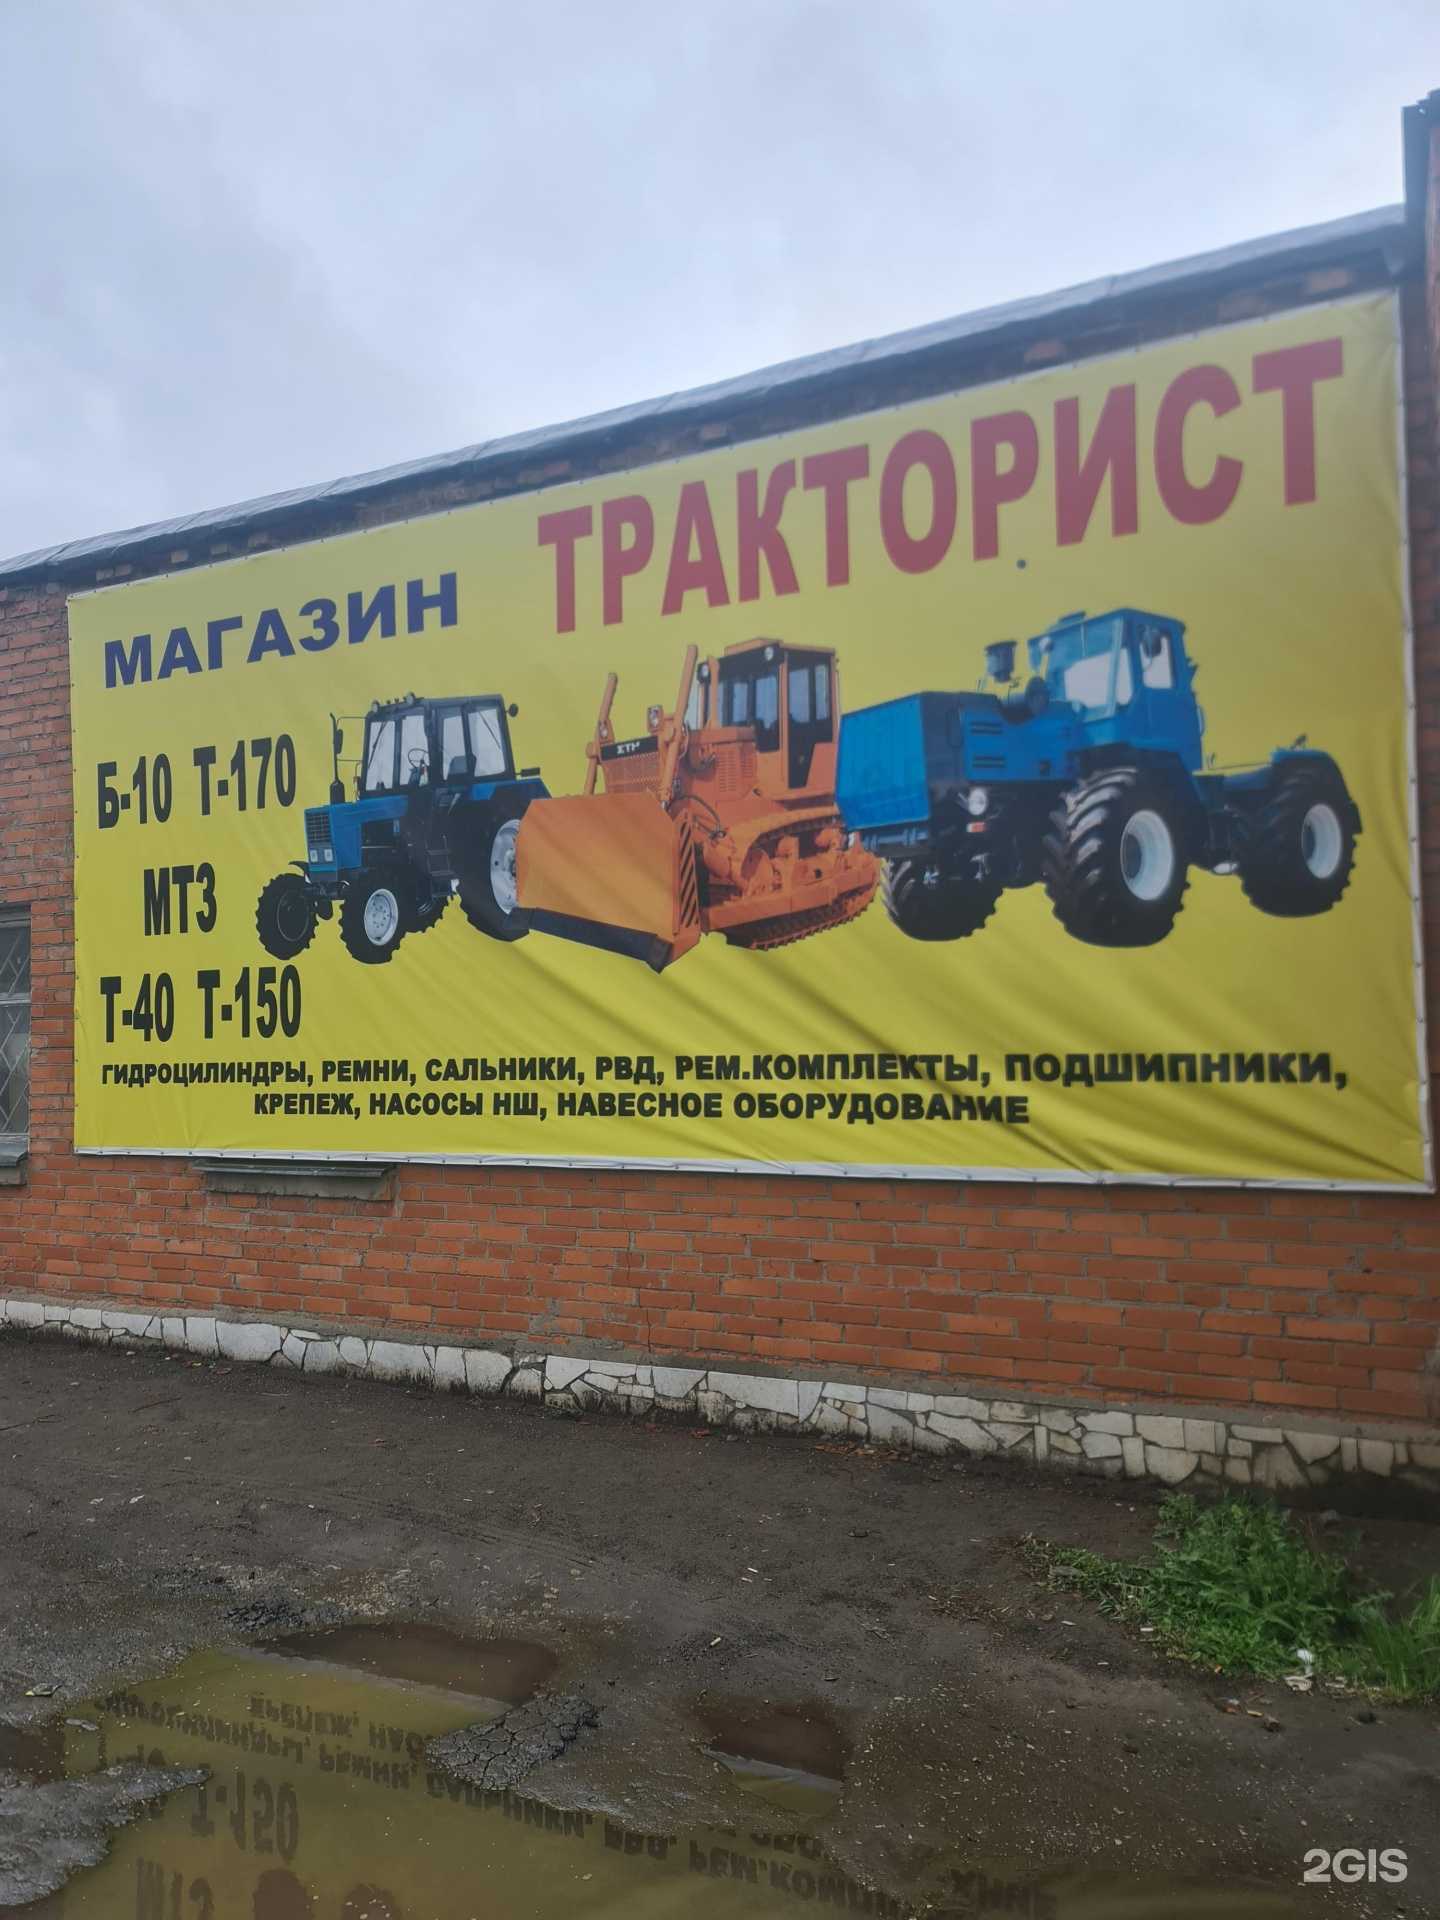 МАГАЗИН ТРАКТОРИСТ
Б-10 Т-170
МТЗ
Т-40 Т-150
ГИДРОЦИЛИНДРЫ, РЕМНИ, САЛЬНИКИ, РВД, РЕМ.КОМПЛЕКТЫ, ПОДШИПНИКИ,
КРЕПЕЖ, НАСОСЫ НШ, НАВЕСНОЕ ОБОРУДОВАНИЕ
2GIS